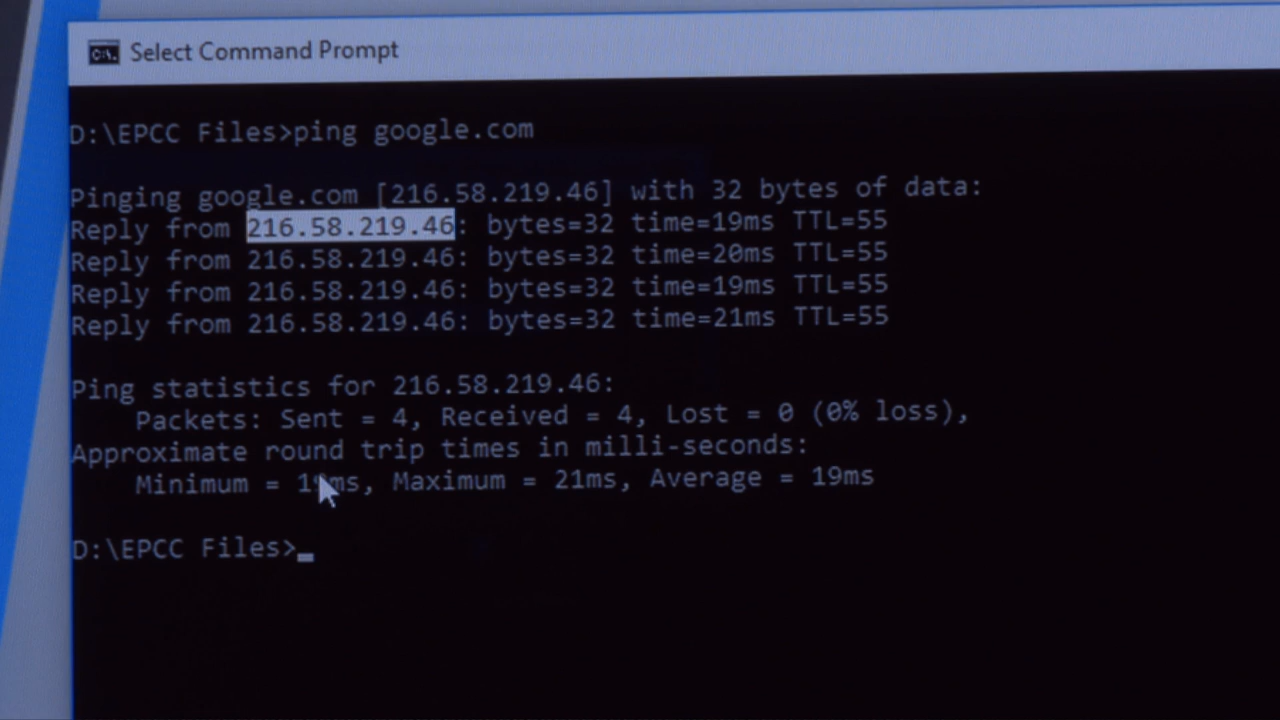 Select Command Prompt
D:\EPCC Files>ping google.com
Pinging google.com [216.58.219.46] with 32 bytes of data:
Reply from 216.58.219.46: bytes=32 time=19ms TTL=55
Reply from 216.58.219.46: bytes=32 time=20ms TTL=55
Reply from 216.58.219.46: bytes=32 time=19ms TTL=55
Reply from 216.58.219.46: bytes=32 time=21ms TTL=55
Ping statistics for 216.58.219.46:
Packets: Sent = 4, Received = 4, Lost = 0 (0% loss),
Approximate round trip times in milli-seconds:
Minimum = 19ms, Maximum = 21ms, Average = 19ms
D:\EPCC Files>